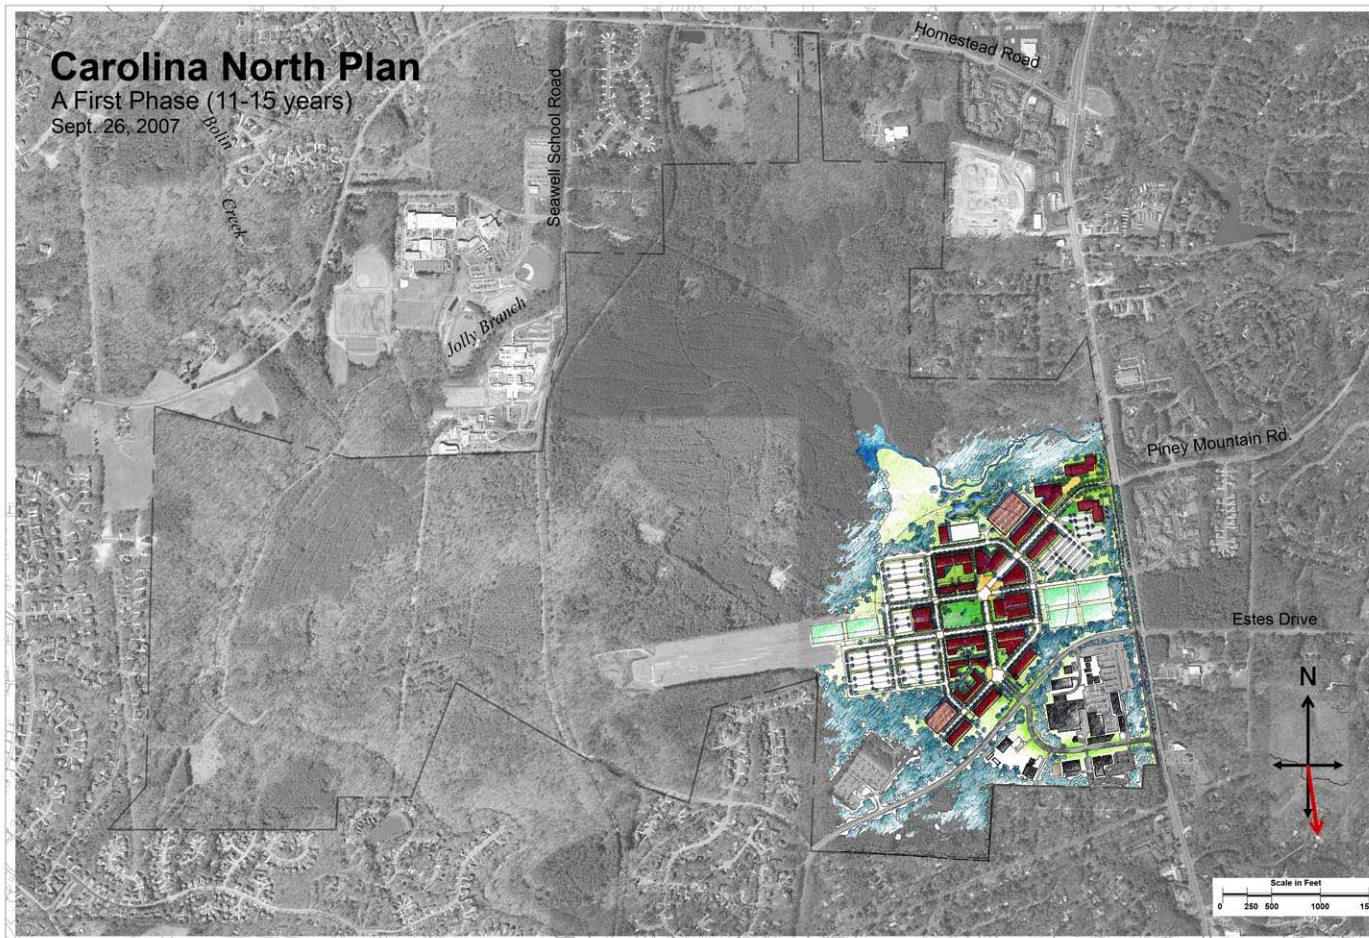 Carolina North Plan
A First Phase (11-15 years)
Sept. 26, 2007
Bolin
Creek
Seawell School Road
Homestead Road
Jolly Branch
Piney Mountain Rd.
Estes Drive
N
Scale in Feet
0 250 500 1000